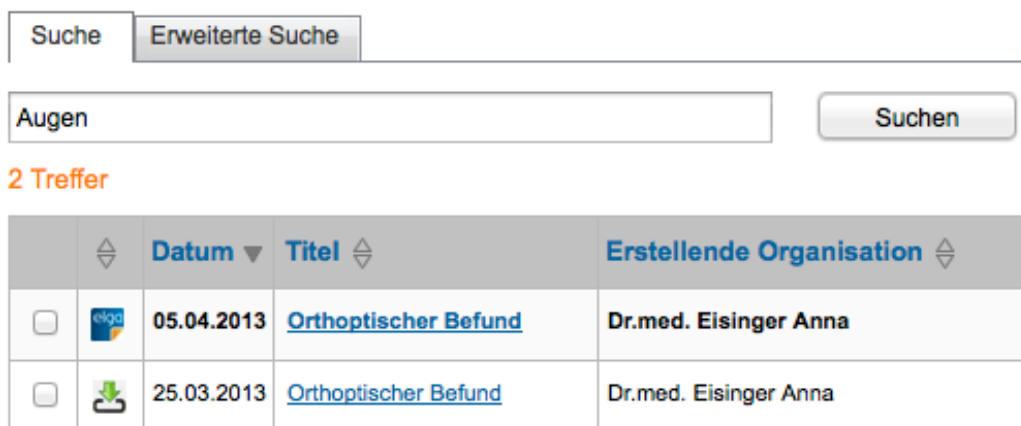 Suche Erweiterte Suche
Augen Suchen
2 Treffer
Datum Titel Erstellende Organisation
elga 05.04.2013 Orthoptischer Befund Dr.med. Eisinger Anna
25.03.2013 Orthoptischer Befund Dr.med. Eisinger Anna